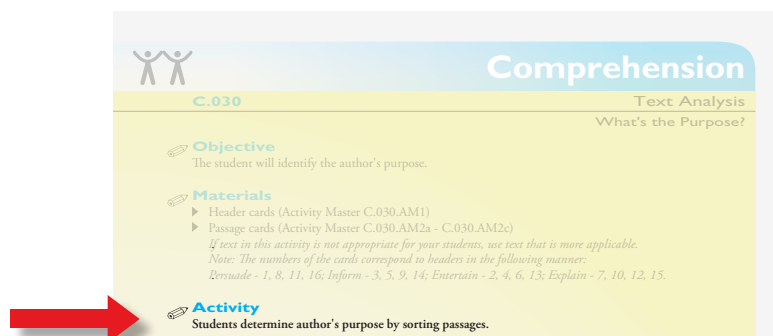 Comprehension
C.030 Text Analysis
What's the Purpose?
Objective
The student will identify the author's purpose.
Materials
Header cards (Activity Master C.030.AM1)
Passage cards (Activity Master C.030.AM2a - C.030.AM2c)
If text in this activity is not appropriate for your students, use text that is more applicable.
Note: The numbers of the cards correspond to headers in the following manner:
Persuade - 1, 8, 11, 16; Inform - 3, 5, 9, 14; Entertain - 2, 4, 6, 13; Explain - 7, 10, 12, 15.
Activity
Students determine author's purpose by sorting passages.